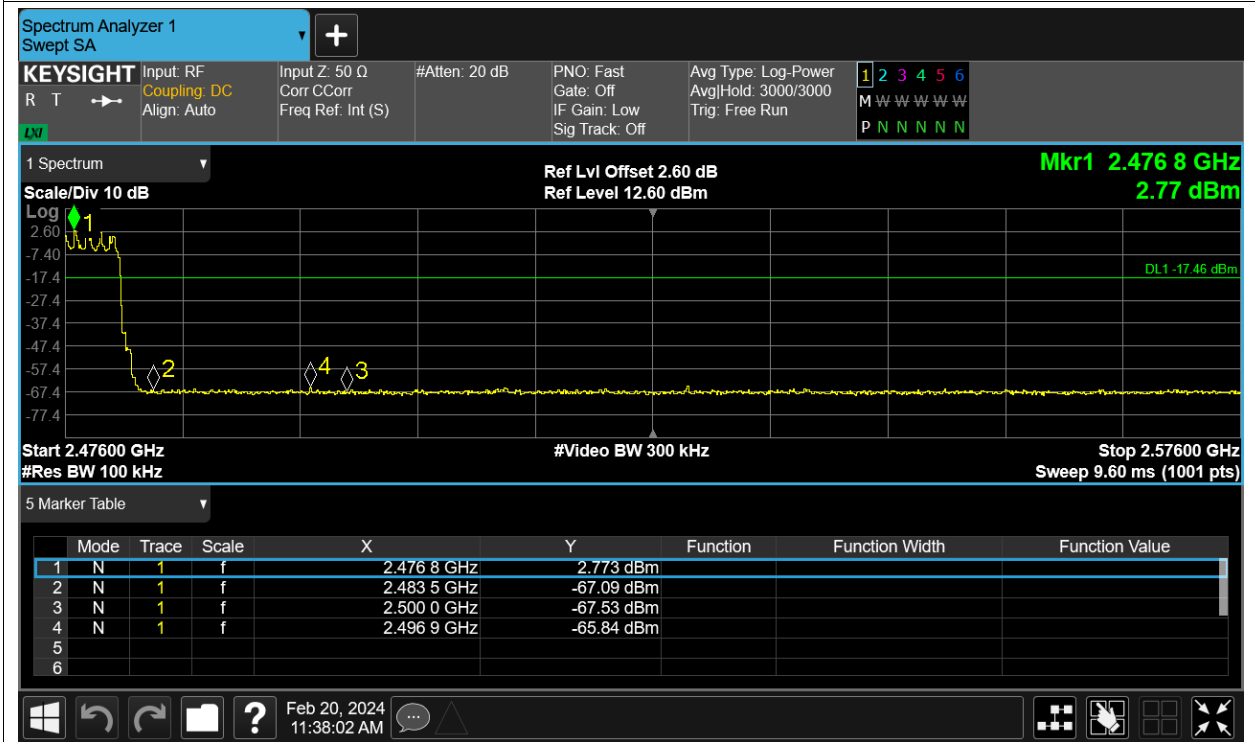 Spectrum Analyzer 1
Swept SA
+
KEYSIGHT Input: RF Input Z: 50 Ω #Atten: 20 dB PNO: Fast Avg Type: Log-Power 1 2 3 4 5 6
R T Coupling: DC Corr CCorr Gate: Off Avg|Hold: 3000/3000 M W W W W W W
Align: Auto Freq Ref: Int (S) IF Gain: Low Trig: Free Run
LXI Sig Track: Off P N N N N N N
1 Spectrum Ref Lvl Offset 2.60 dB Mkr1 2.476 8 GHz
Scale/Div 10 dB Ref Level 12.60 dBm 2.77 dBm
Log 1
2.60
-7.40
-17.4 DL1 -17.46 dBm
-27.4
-37.4
-47.4
-57.4 2 4 3
-67.4
-77.4
Start 2.47600 GHz #Video BW 300 kHz Stop 2.57600 GHz
#Res BW 100 kHz Sweep 9.60 ms (1001 pts)
5 Marker Table
Mode Trace Scale X Y Function Function Width Function Value
1 N 1 f 2.476 8 GHz 2.773 dBm
2 N 1 f 2.483 5 GHz -67.09 dBm
3 N 1 f 2.500 0 GHz -67.53 dBm
4 N 1 f 2.496 9 GHz -65.84 dBm
5
6
? Feb 20, 2024
11:38:02 AM